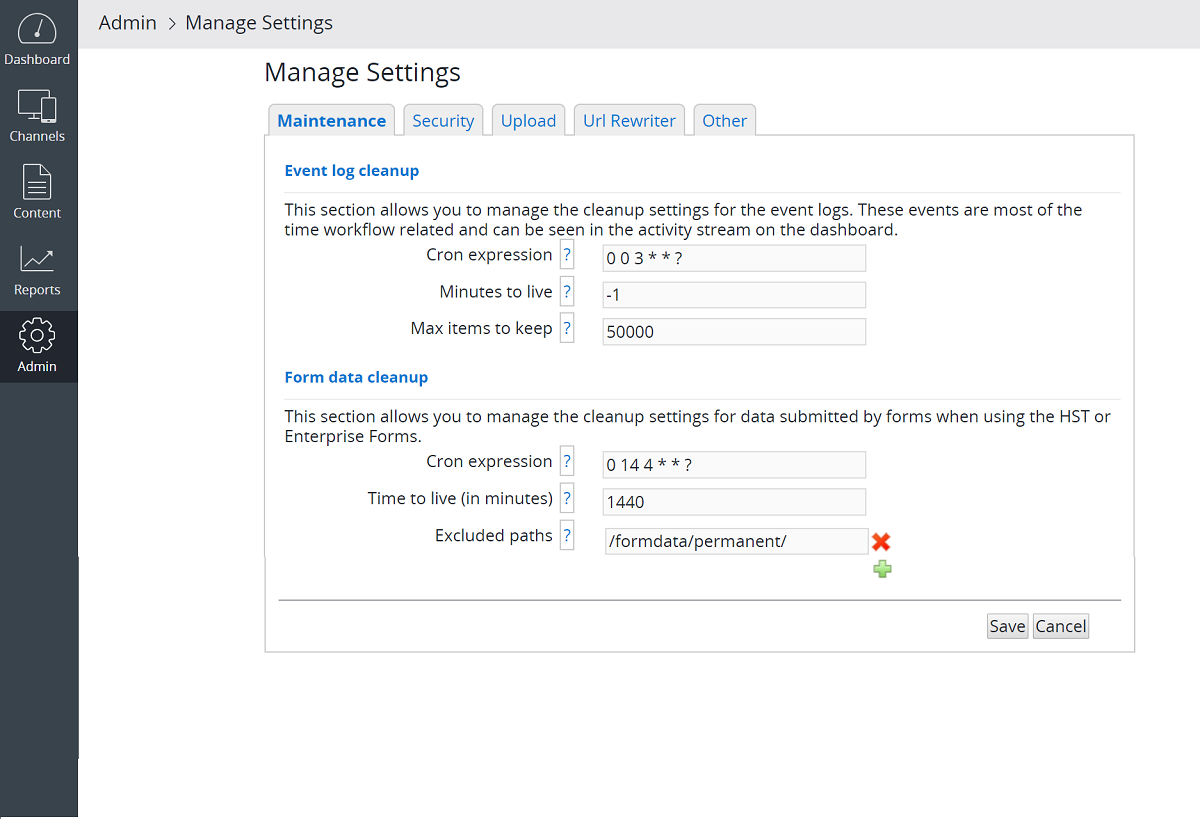 Admin > Manage Settings
Dashboard
Channels
Content
Reports
Admin
Manage Settings
Maintenance Security Upload Url Rewriter Other
Event log cleanup
This section allows you to manage the cleanup settings for the event logs. These events are most of the
time workflow related and can be seen in the activity stream on the dashboard.
Cron expression ? 0 0 3 * * ?
Minutes to live ? -1
Max items to keep ? 50000
Form data cleanup
This section allows you to manage the cleanup settings for data submitted by forms when using the HST or
Enterprise Forms.
Cron expression ? 0 14 4 * * ?
Time to live (in minutes) ? 1440
Excluded paths ? /formdata/permanent/
Save Cancel